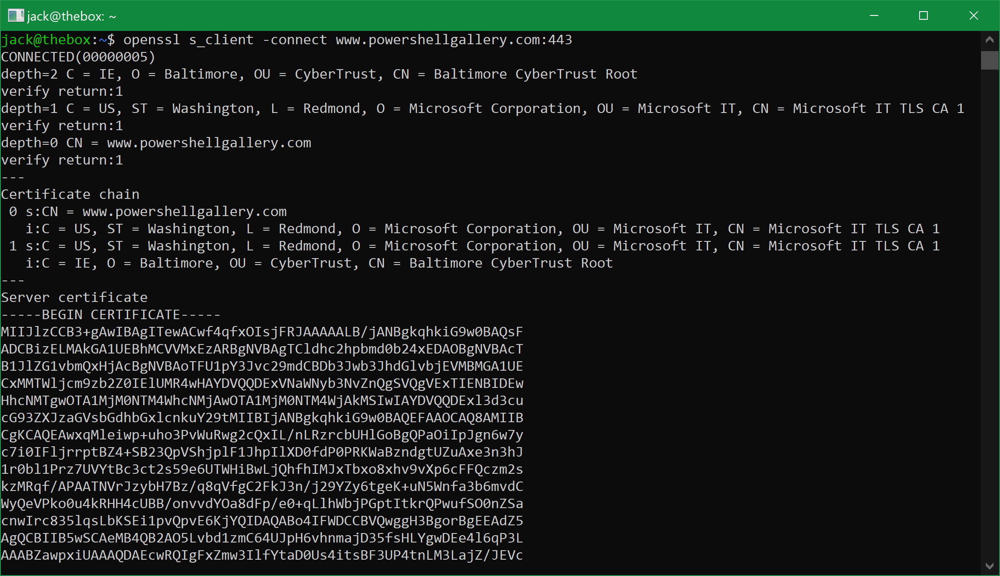 jack@thebox: ~
jack@thebox:~$ openssl s_client -connect www.powershellgallery.com:443
CONNECTED(00000005)
depth=2 C = IE, O = Baltimore, OU = CyberTrust, CN = Baltimore CyberTrust Root
verify return:1
depth=1 C = US, ST = Washington, L = Redmond, O = Microsoft Corporation, OU = Microsoft IT, CN = Microsoft IT TLS CA 1
verify return:1
depth=0 CN = www.powershellgallery.com
verify return:1
---
Certificate chain
 0 s:CN = www.powershellgallery.com
   i:C = US, ST = Washington, L = Redmond, O = Microsoft Corporation, OU = Microsoft IT, CN = Microsoft IT TLS CA 1
 1 s:C = US, ST = Washington, L = Redmond, O = Microsoft Corporation, OU = Microsoft IT, CN = Microsoft IT TLS CA 1
   i:C = IE, O = Baltimore, OU = CyberTrust, CN = Baltimore CyberTrust Root
---
Server certificate
-----BEGIN CERTIFICATE-----
MIIJlzCCB3+gAwIBAgITewACwf4qfxOIsjFRJAAAAALB/jANBgkqhkiG9w0BAQsF
ADCBizELMAkGA1UEBhMCVVMxEzARBgNVBAgTCldhc2hpbmd0b24xEDAOBgNVBAcT
B1JlZG1vbmQxHjAcBgNVBAoTFU1pY3Jvc29mdCBDb3Jwb3JhdGlvbjEVMBMGA1UE
CxMMTWljcm9zb2Z0IElUMR4wHAYDVQQDExVNaWNyb3NvZnQgSVQgVExTIENBIDEw
HhcNMTgwOTA1MjM0NTM4WhcNMjAwOTA1MjM0NTM4WjAkMSIwIAYDVQQDExl3d3cu
cG93ZXJzaGVsbGdhbGxlcnkuY29tMIIBIjANBgkqhkiG9w0BAQEFAAOCAQ8AMIIB
CgKCAQEAwxqMleiwp+uho3PvWuRwg2cQxIL/nLRzrcbUHlGoBgQPaOiIpJgn6w7y
c7i0IFljrrptBZ4+SB23QpVShjplF1JhpIlXD0fdP0PRKWaBzndgtUZuAxe3n3hJ
1r0bl1Prz7UVYtBc3ct2s59e6UTWHiBwLjQhfhIMJxTbxo8xhv9vXp6cFFQczm2s
kzMRqf/APAATNVrJzybH7Bz/q8qVfgC2FkJ3n/j29YZy6tgeK+uN5Wnfa3b6mvdC
WyQeVPko0u4kRHH4cUBB/onvvdYOa8dFp/e0+qLlhWbjPGptItkrQPwufSO0nZSa
cnwIrc835lqsLbKSEi1pvQpvE6KjYQIDAQABo4IFWDCCBVQwggH3BgorBgEEAdZ5
AgQCBIIB5wSCAeMB4QB2AO5Lvbd1zmC64UJpH6vhnmajD35fsHLYgwDEe4l6qP3L
AAABZawpxiUAAAQDAEcwRQIgFxZmw3IlfYtaD0Us4itsBF3UP4tnLM3LajZ/JEVc